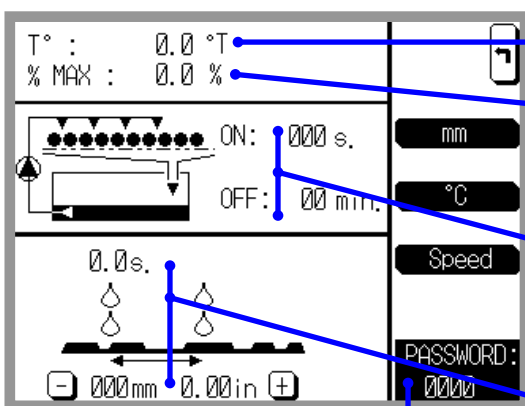 T° : 0.0 °T
% MAX : 0.0 %
ON: 000 s.
OFF: 00 min.
0.0s.
- 000mm 0.00in +
mm
°C
Speed
PASSWORD:
0000